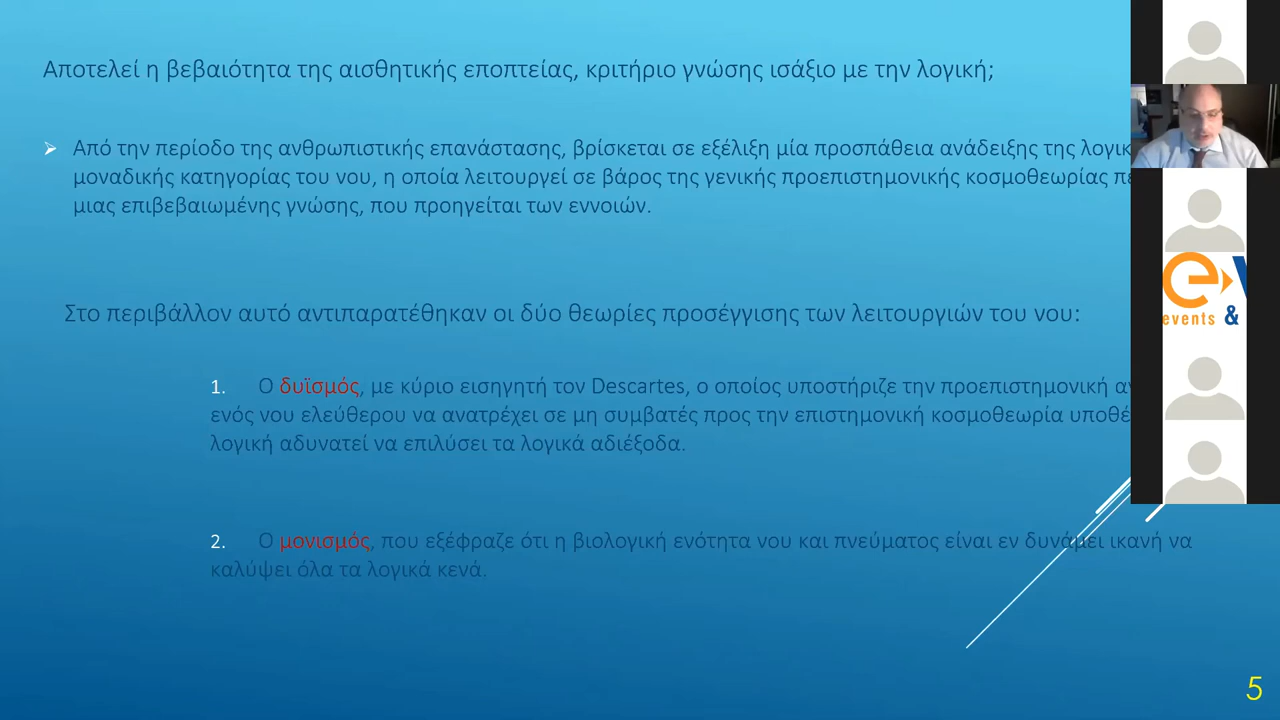 Αποτελεί η βεβαιότητα της αισθητικής εποπτείας, κριτήριο γνώσης ισάξιο με την λογική;
➤ Από την περίοδο της ανθρωπιστικής επανάστασης, βρίσκεται σε εξέλιξη μία προσπάθεια ανάδειξης της
μοναδικής κατηγορίας του νου, η οποία λειτουργεί σε βάρος της γενικής προεπιστημονικής κοσμοθεωρίας
μιας επιβεβαιωμένης γνώσης, που προηγείται των εννοιών.
Στο περιβάλλον αυτό αντιπαρατέθηκαν οι δύο θεωρίες προσέγγισης των λειτουργιών του νου:
1. Ο δυϊσμός, με κύριο εισηγητή τον Descartes, ο οποίος υποστήριζε την προεπιστημονική
ενός νου ελεύθερου να ανατρέχει σε μη συμβατές προς την επιστημονική κοσμοθεωρία
λογική αδυνατεί να επιλύσει τα λογικά αδιέξοδα.
2. Ο μονισμός, που εξέφραζε ότι η βιολογική ενότητα νου και πνεύματος είναι εν δυνάμει ικανή να
καλύψει όλα τα λογικά κενά.
e
events &
5